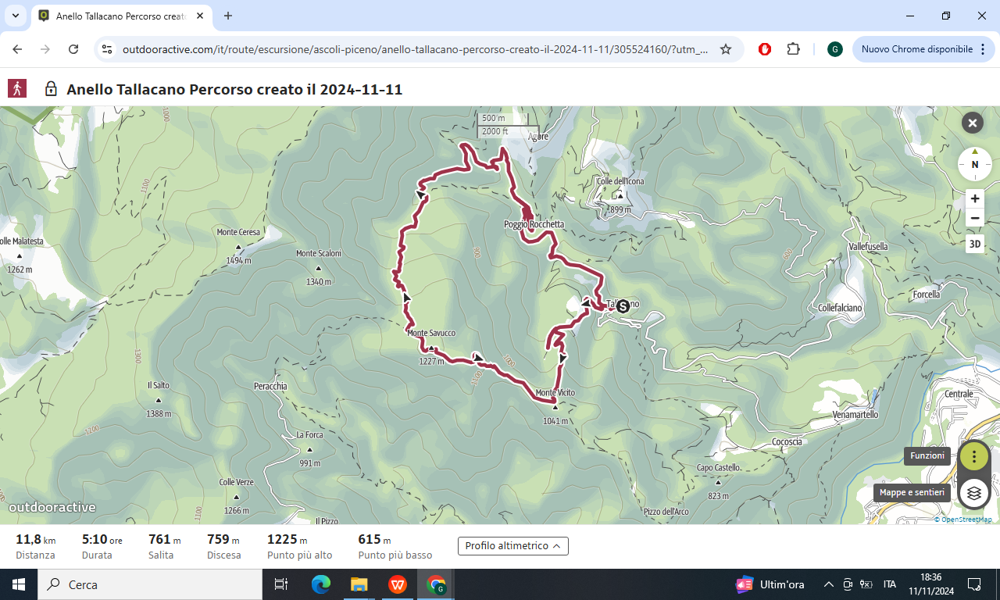 Anello Tallacano Percorso creato
outdooractive.com/it/route/escursione/ascoli-piceno/anello-tallacano-percorso-creato-il-2024-11-11/305524160/?utm_...
G
Nuovo Chrome disponibile
Anello Tallacano Percorso creato il 2024-11-11
500 m
2000 ft
Agore
1000
N
Colle dell'Icona
899 m
1100
Poggio Rocchetta
Monte Ceresa
1494 m
3D
Malatesta
1262 m
Monte Scaloni
1340 m
900
600
Vallefusella
Forcella
Collefalciano
S
Monte Savucco
1227 m
1000
1100
1300
Il Salto
1388 m
Peracchia
Monte Vicito
1041 m
Centrale
Venamartello
1200
La Forca
991 m
Cocoscia
Funzioni
Capo Castello
823 m
Colle Verze
1266 m
Mappe e sentieri
outdooractive
1100
Il Pizzo
Pizzo dell'Arco
© OpenStreetMap
11,8 km
Distanza
5:10 ore
Durata
761 m
Salita
759 m
Discesa
1225 m
Punto più alto
615 m
Punto più basso
Profilo altimetrico
Cerca
W
G
Ultim'ora
ITA
18:36
11/11/2024